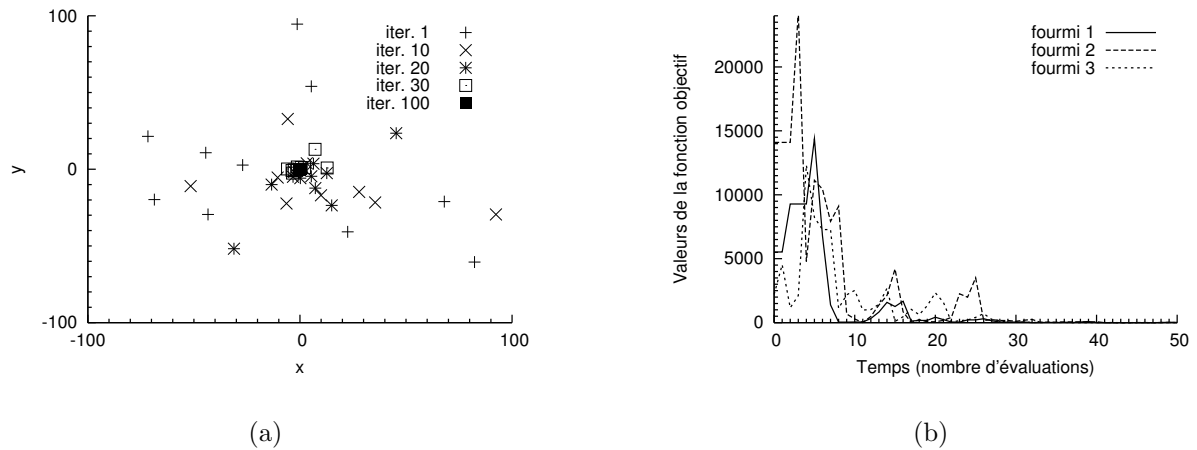 100
0
-100
-100
0
100
y
x
iter. 1
iter. 10
iter. 20
iter. 30
iter. 100
(a)
20000
15000
10000
5000
0
0
10
20
30
40
50
Valeurs de la fonction objectif
Temps (nombre d'évaluations)
fourmi 1
fourmi 2
fourmi 3
(b)